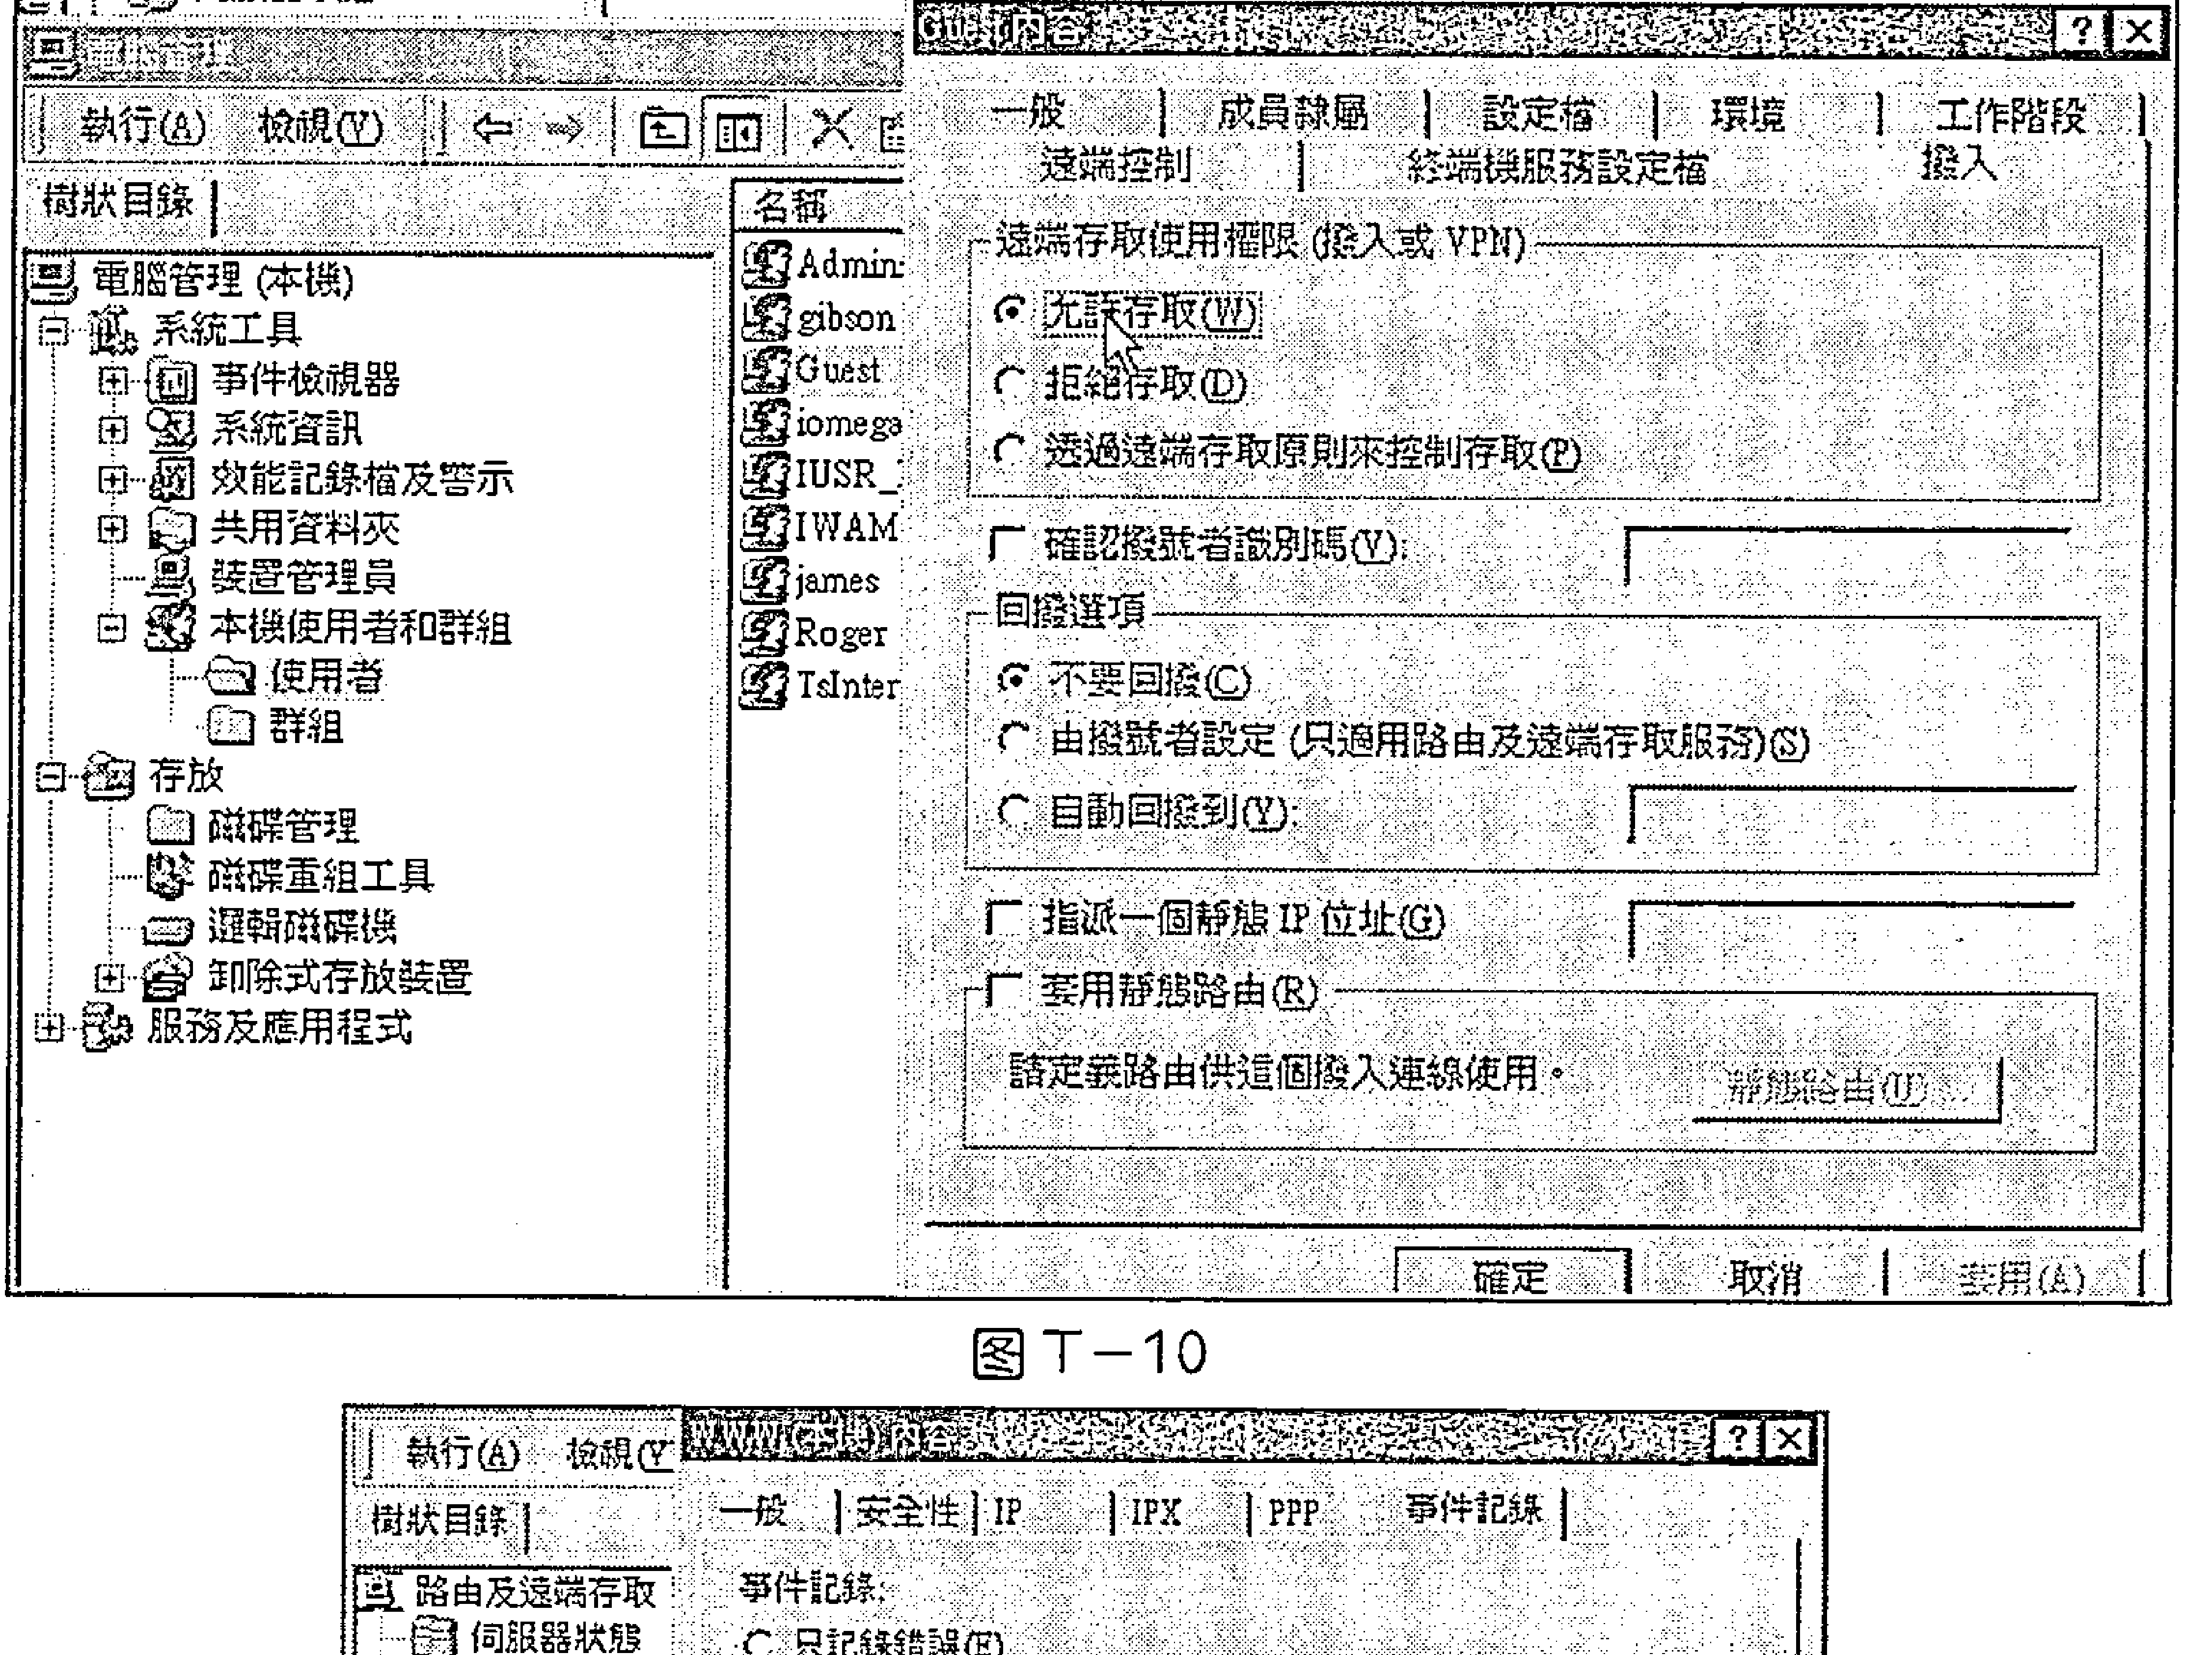 電腦管理
執行(A) 檢視(V)
樹狀目錄
電腦管理 (本機)
系統工具
事件檢視器
系統資訊
效能記錄檔及警示
共用資料夾
裝置管理員
本機使用者和群組
使用者
群組
存放
磁碟管理
磁碟重組工具
邏輯磁碟機
卸除式存放裝置
服務及應用程式
名稱
Admin
gibson
Guest
iomega
IUSR_
IWAM
james
Roger
TsInter
Guest 內容
一般 成員隸屬 設定檔 環境 工作階段
遠端控制 終端機服務設定檔 撥入
遠端存取使用權限 (撥入或 VPN)
允許存取(W)
拒絕存取(D)
透過遠端存取原則來控制存取(P)
確認撥號者識別碼(V):
回撥選項
不要回撥(C)
由撥號者設定 (只適用路由及遠端存取服務)(S)
自動回撥到(Y):
指派一個靜態 IP 位址(G)
套用靜態路由(R)
請定義路由供這個撥入連線使用。
靜態路由(U)...
確定 取消 套用(A)
图 T-10
執行(A) 檢視(V
樹狀目錄
路由及遠端存取
伺服器狀態
WWW (本機) 內容
一般 安全性 IP IPX PPP 事件記錄
事件記錄:
只記錄錯誤(E)